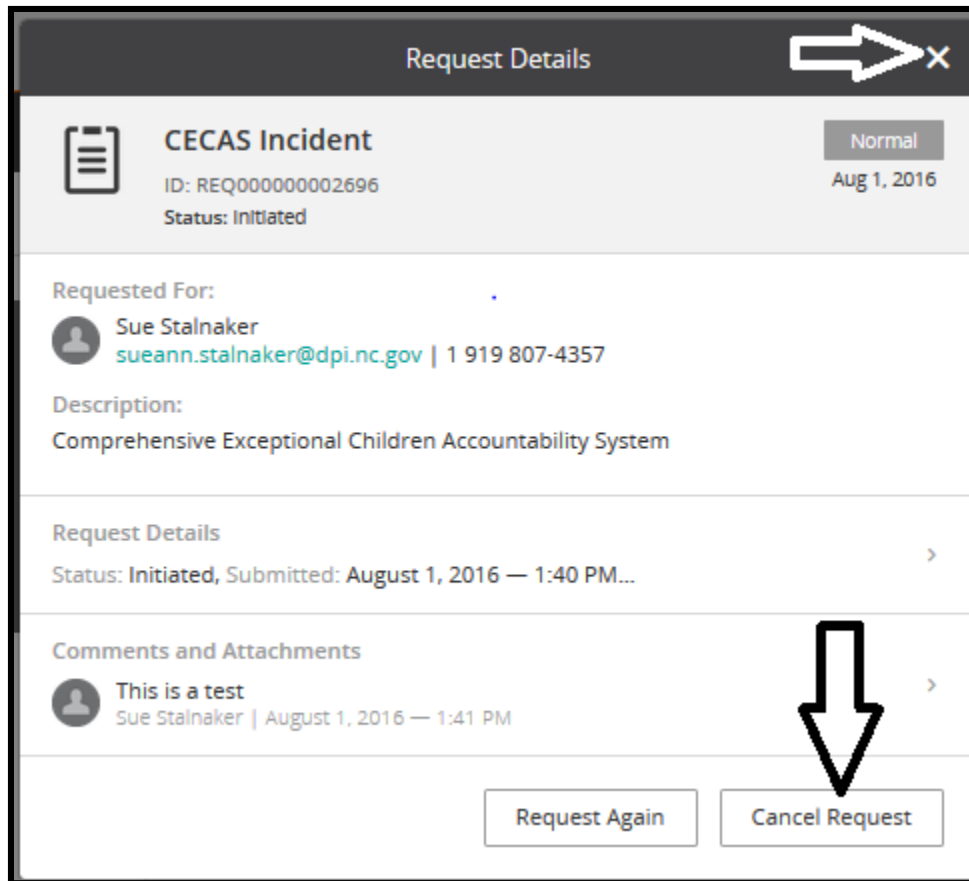 Request Details
CECAS Incident
Normal
ID: REQ000000002696
Aug 1, 2016
Status: Initiated
Requested For:
Sue Stalnaker
sueann.stalnaker@dpi.nc.gov | 1 919 807-4357
Description:
Comprehensive Exceptional Children Accountability System
Request Details
Status: Initiated, Submitted: August 1, 2016 — 1:40 PM...
Comments and Attachments
This is a test
Sue Stalnaker | August 1, 2016 — 1:41 PM
Request Again
Cancel Request